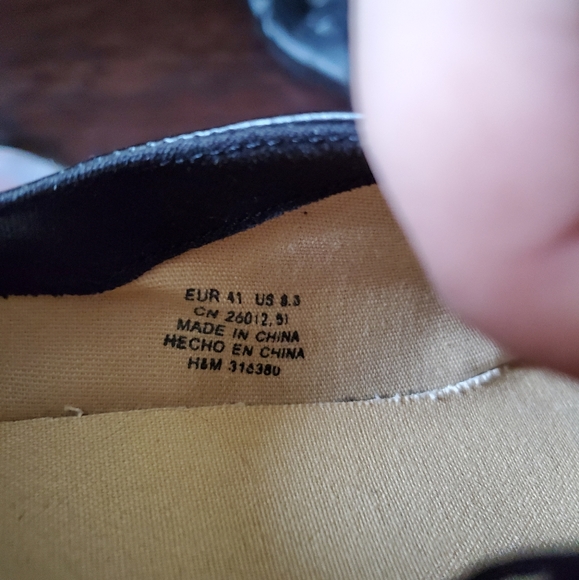 EUR 41 US 8.5
CN 260(2.5)
MADE IN CHINA
HECHO EN CHINA
H&M 316380